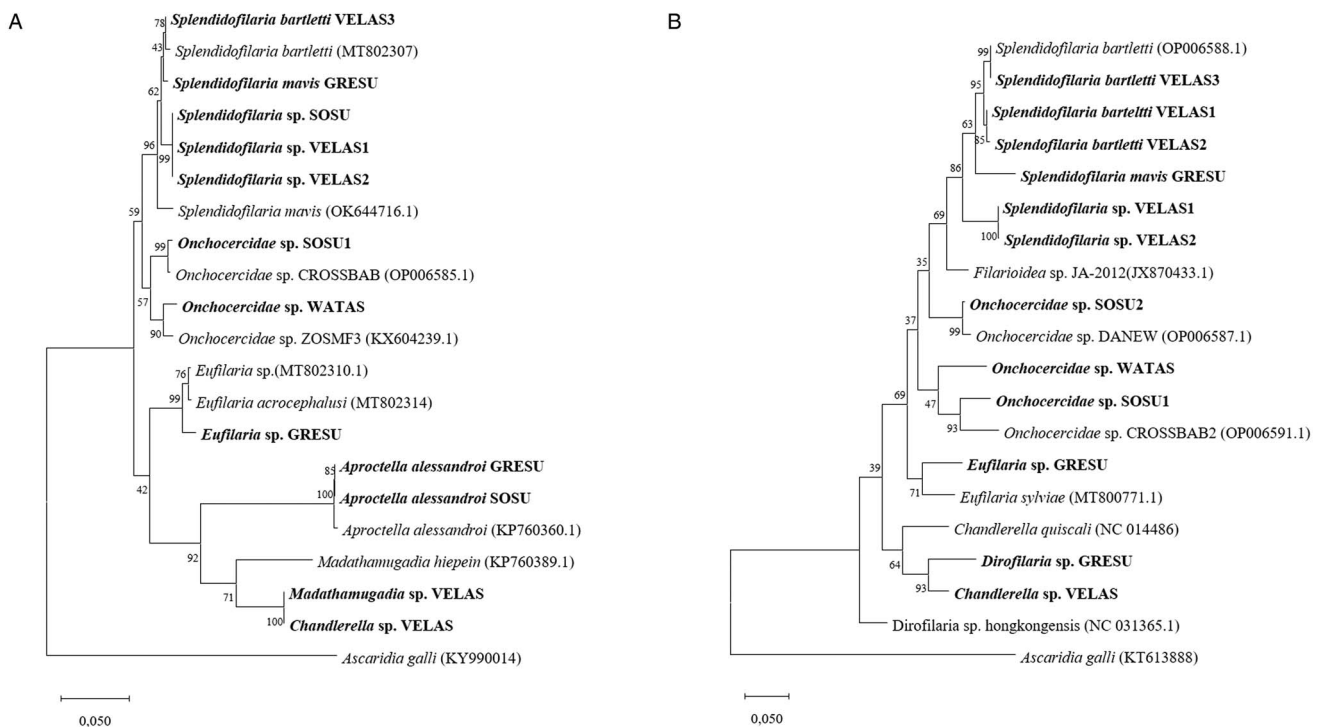 A
Splendidofilaria bartletti VELAS3
Splendidofilaria bartletti (MT802307)
Splendidofilaria mavis GRESU
Splendidofilaria sp. SOSU
Splendidofilaria sp. VELAS1
Splendidofilaria sp. VELAS2
Splendidofilaria mavis (OK644716.1)
Onchocercidae sp. SOSU1
Onchocercidae sp. CROSSBAB (OP006585.1)
Onchocercidae sp. WATAS
Onchocercidae sp. ZOSMF3 (KX604239.1)
Eufilaria sp.(MT802310.1)
Eufilaria acrocephalusi (MT802314)
Eufilaria sp. GRESU
Aproctella alessandroi GRESU
Aproctella alessandroi SOSU
Aproctella alessandroi (KP760360.1)
Madathamugadia hiepein (KP760389.1)
Madathamugadia sp. VELAS
Chandlerella sp. VELAS
Ascaridia galli (KY990014)
78
43
62
96
99
59
99
57
90
76
99
42
85
100
92
71
100
0,050
B
Splendidofilaria bartletti (OP006588.1)
Splendidofilaria bartletti VELAS3
Splendidofilaria barteltti VELAS1
Splendidofilaria bartletti VELAS2
Splendidofilaria mavis GRESU
Splendidofilaria sp. VELAS1
Splendidofilaria sp. VELAS2
Filarioidea sp. JA-2012(JX870433.1)
Onchocercidae sp. SOSU2
Onchocercidae sp. DANEW (OP006587.1)
Onchocercidae sp. WATAS
Onchocercidae sp. SOSU1
Onchocercidae sp. CROSSBAB2 (OP006591.1)
Eufilaria sp. GRESU
Eufilaria sylviae (MT800771.1)
Chandlerella quiscali (NC 014486)
Dirofilaria sp. GRESU
Chandlerella sp. VELAS
Dirofilaria sp. hongkongensis (NC 031365.1)
Ascaridia galli (KT613888)
99
95
63
85
86
69
100
35
99
37
47
93
69
71
39
64
93
0,050